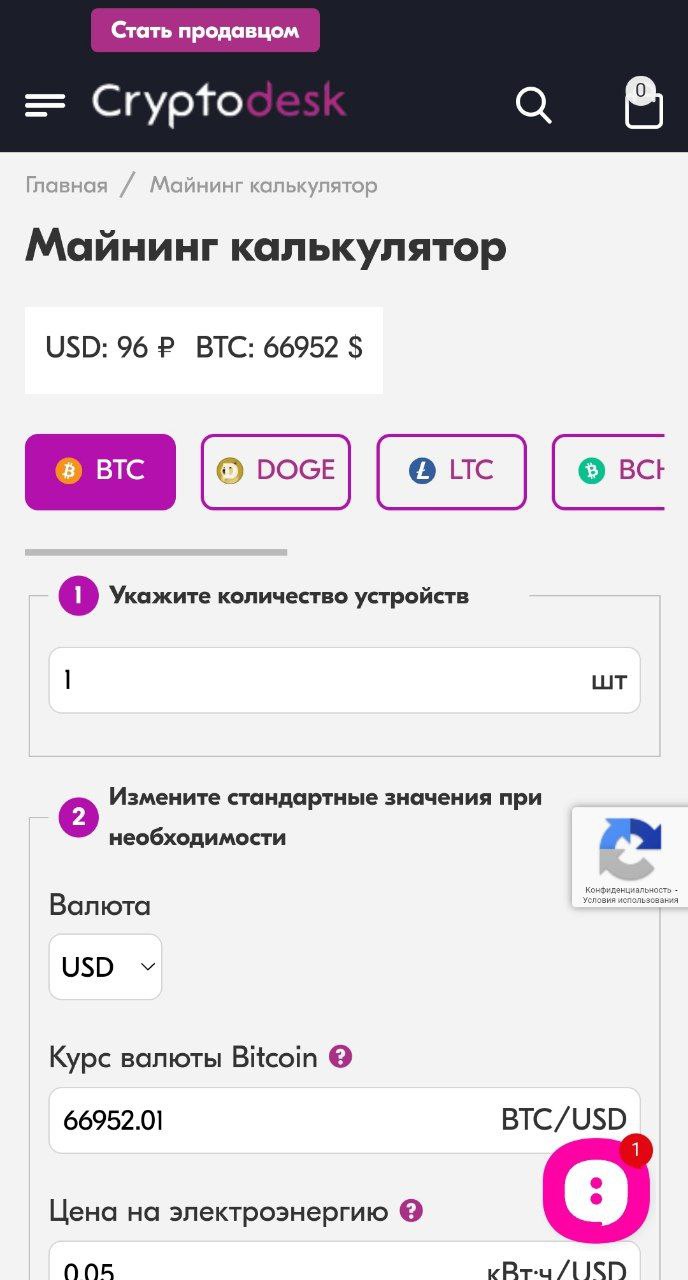 Стать продавцом
Cryptodesk
0
Главная / Майнинг калькулятор
Майнинг калькулятор
USD: 96 ₽ BTC: 66952 $
BTC DOGE LTC BCH
1 Укажите количество устройств
1 шт
2 Измените стандартные значения при
необходимости
Конфиденциальность -
Условия использования
Валюта
USD
Курс валюты Bitcoin ?
66952.01 BTC/USD
1
Цена на электроэнергию ?
0.05 кВт·ч/USD